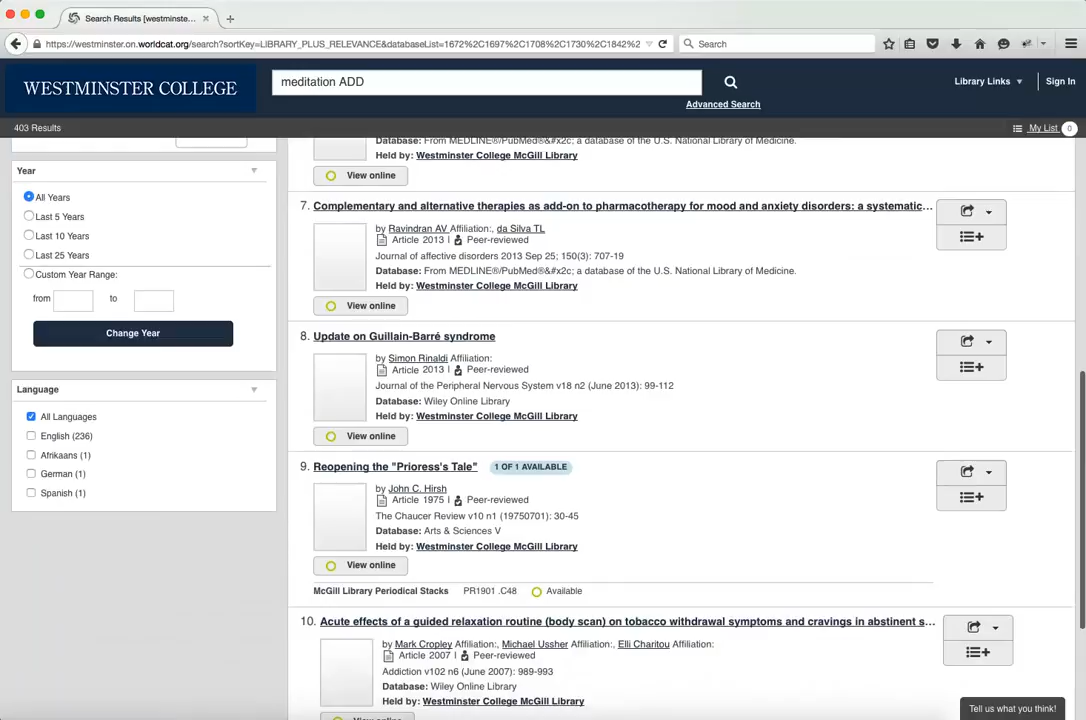 Search Results [westminste...
https://westminster.on.worldcat.org/search?sortKey=LIBRARY_PLUS_RELEVANCE&databaseList=1672%2C1697%2C1708%2C1730%2C1842%2
Search
WESTMINSTER COLLEGE
meditation ADD
Advanced Search
Library Links
Sign In
403 Results
My List 0
Year
All Years
Last 5 Years
Last 10 Years
Last 25 Years
Custom Year Range:
from to
Change Year
Language
All Languages
English (236)
Afrikaans (1)
German (1)
Spanish (1)
Database: From MEDLINE®/PubMed®&#x2c; a database of the U.S. National Library of Medicine.
Held by: Westminster College McGill Library
View online
7. Complementary and alternative therapies as add-on to pharmacotherapy for mood and anxiety disorders: a systematic...
by Ravindran AV Affiliation:, da Silva TL
Article 2013 | Peer-reviewed
Journal of affective disorders 2013 Sep 25; 150(3): 707-19
Database: From MEDLINE®/PubMed®&#x2c; a database of the U.S. National Library of Medicine.
Held by: Westminster College McGill Library
View online
8. Update on Guillain-Barré syndrome
by Simon Rinaldi Affiliation:
Article 2013 | Peer-reviewed
Journal of the Peripheral Nervous System v18 n2 (June 2013): 99-112
Database: Wiley Online Library
Held by: Westminster College McGill Library
View online
9. Reopening the "Prioress's Tale" 1 OF 1 AVAILABLE
by John C. Hirsh
Article 1975 | Peer-reviewed
The Chaucer Review v10 n1 (19750701): 30-45
Database: Arts & Sciences V
Held by: Westminster College McGill Library
View online
McGill Library Periodical Stacks PR1901 .C48 Available
10. Acute effects of a guided relaxation routine (body scan) on tobacco withdrawal symptoms and cravings in abstinent s...
by Mark Cropley Affiliation:, Michael Ussher Affiliation:, Elli Charitou Affiliation:
Article 2007 | Peer-reviewed
Addiction v102 n6 (June 2007): 989-993
Database: Wiley Online Library
Held by: Westminster College McGill Library
View online
Tell us what you think!